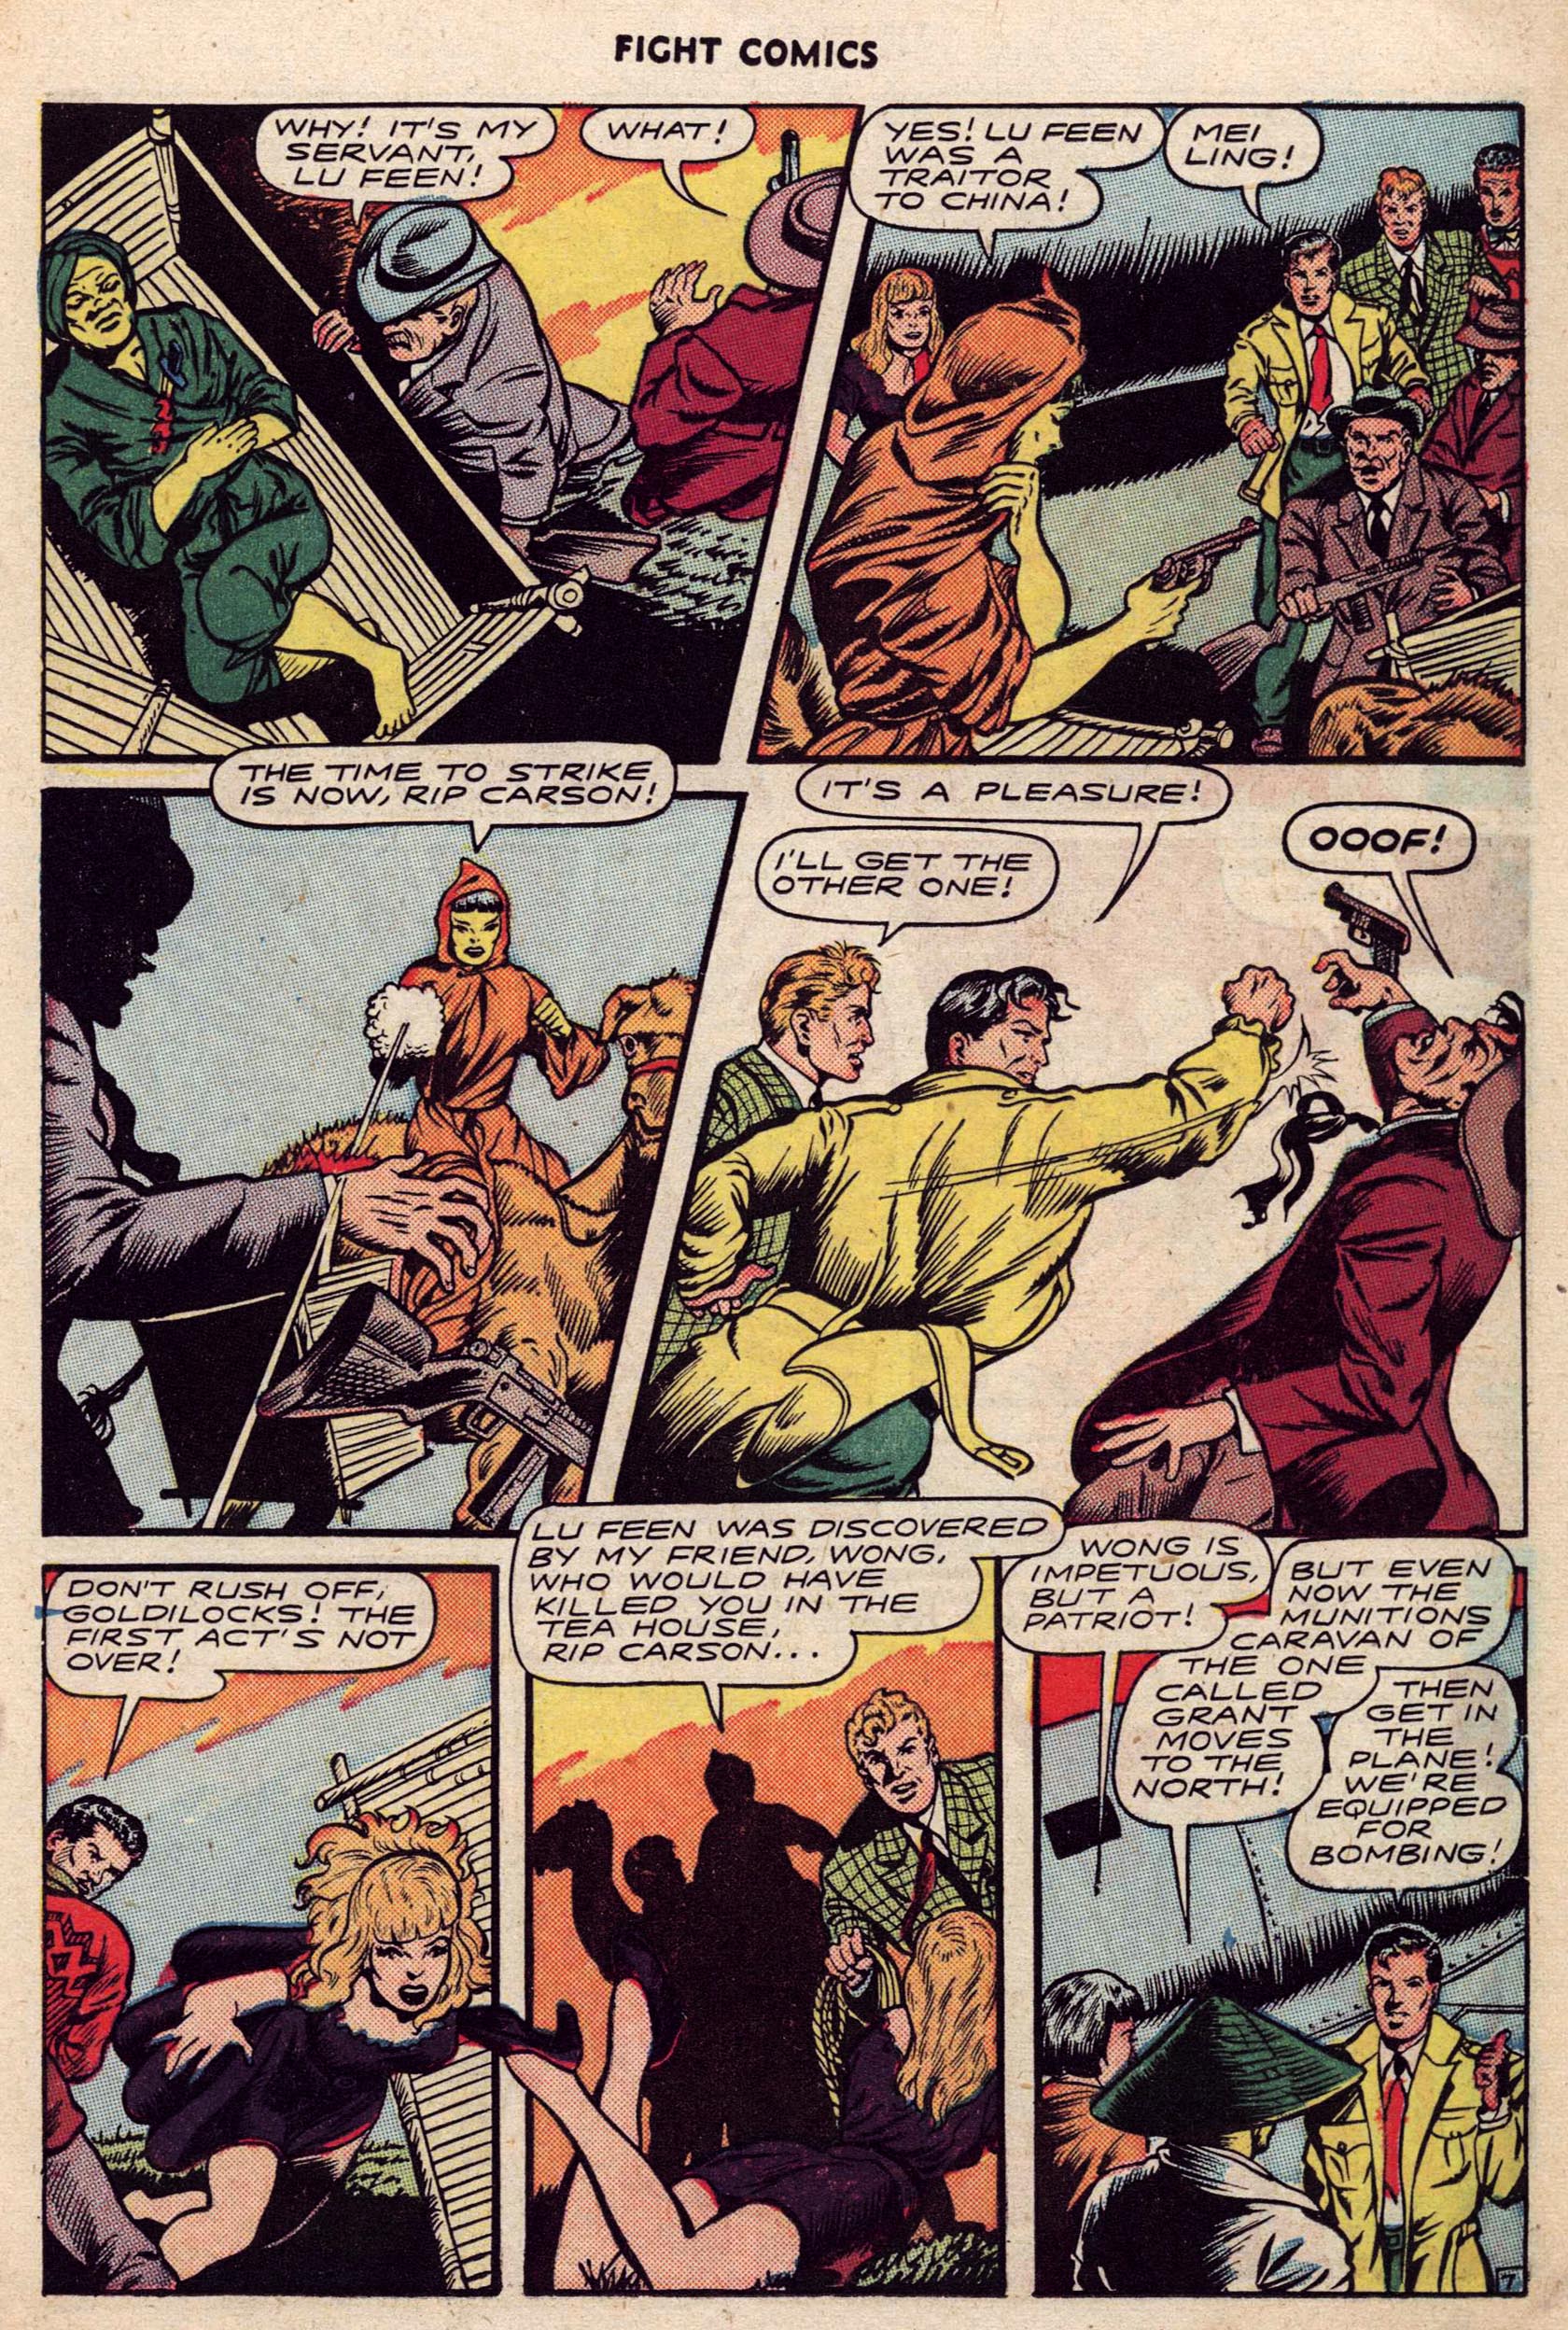 FIGHT COMICS
WHY! IT'S MY
SERVANT,
LU FEEN!
WHAT!
YES! LU FEEN
WAS A
TRAITOR
TO CHINA!
MEI
LING!
THE TIME TO STRIKE
IS NOW, RIP CARSON!
IT'S A PLEASURE!
I'LL GET THE
OTHER ONE!
OOOF!
DON'T RUSH OFF,
GOLDILOCKS! THE
FIRST ACT'S NOT
OVER!
LU FEEN WAS DISCOVERED
BY MY FRIEND, WONG,
WHO WOULD HAVE
KILLED YOU IN THE
TEA HOUSE,
RIP CARSON...
WONG IS
IMPETUOUS,
BUT A
PATRIOT!
BUT EVEN
NOW THE
MUNITIONS
CARAVAN OF
THE ONE
CALLED
GRANT
MOVES
TO THE
NORTH!
THEN
GET IN
THE
PLANE!
WE'RE
EQUIPPED
FOR
BOMBING!
7